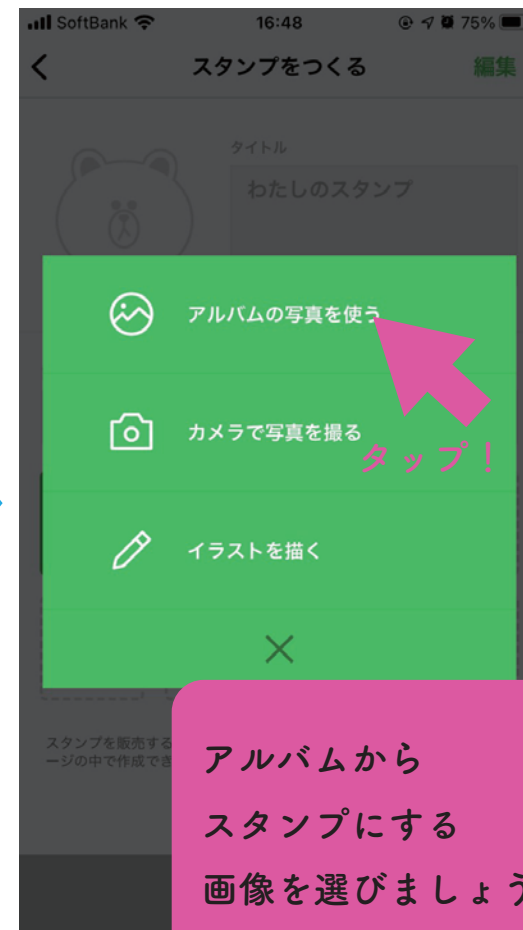 SoftBank 16:48 75%
スタンプをつくる 編集
タイトル
わたしのスタンプ
アルバムの写真を使う
カメラで写真を撮る
タップ！
イラストを描く
スタンプを販売する
ージの中で作成でき
アルバムから
スタンプにする
画像を選びましょう